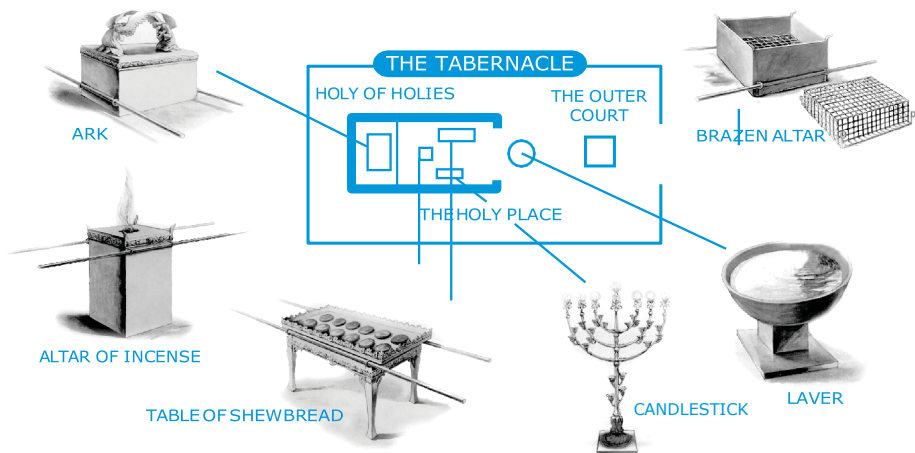 THE TABERNACLE
HOLY OF HOLIES
THE OUTER
COURT
ARK
BRAZEN ALTAR
THE HOLY PLACE
ALTAR OF INCENSE
TABLE OF SHEWBREAD
CANDLESTICK
LAVER